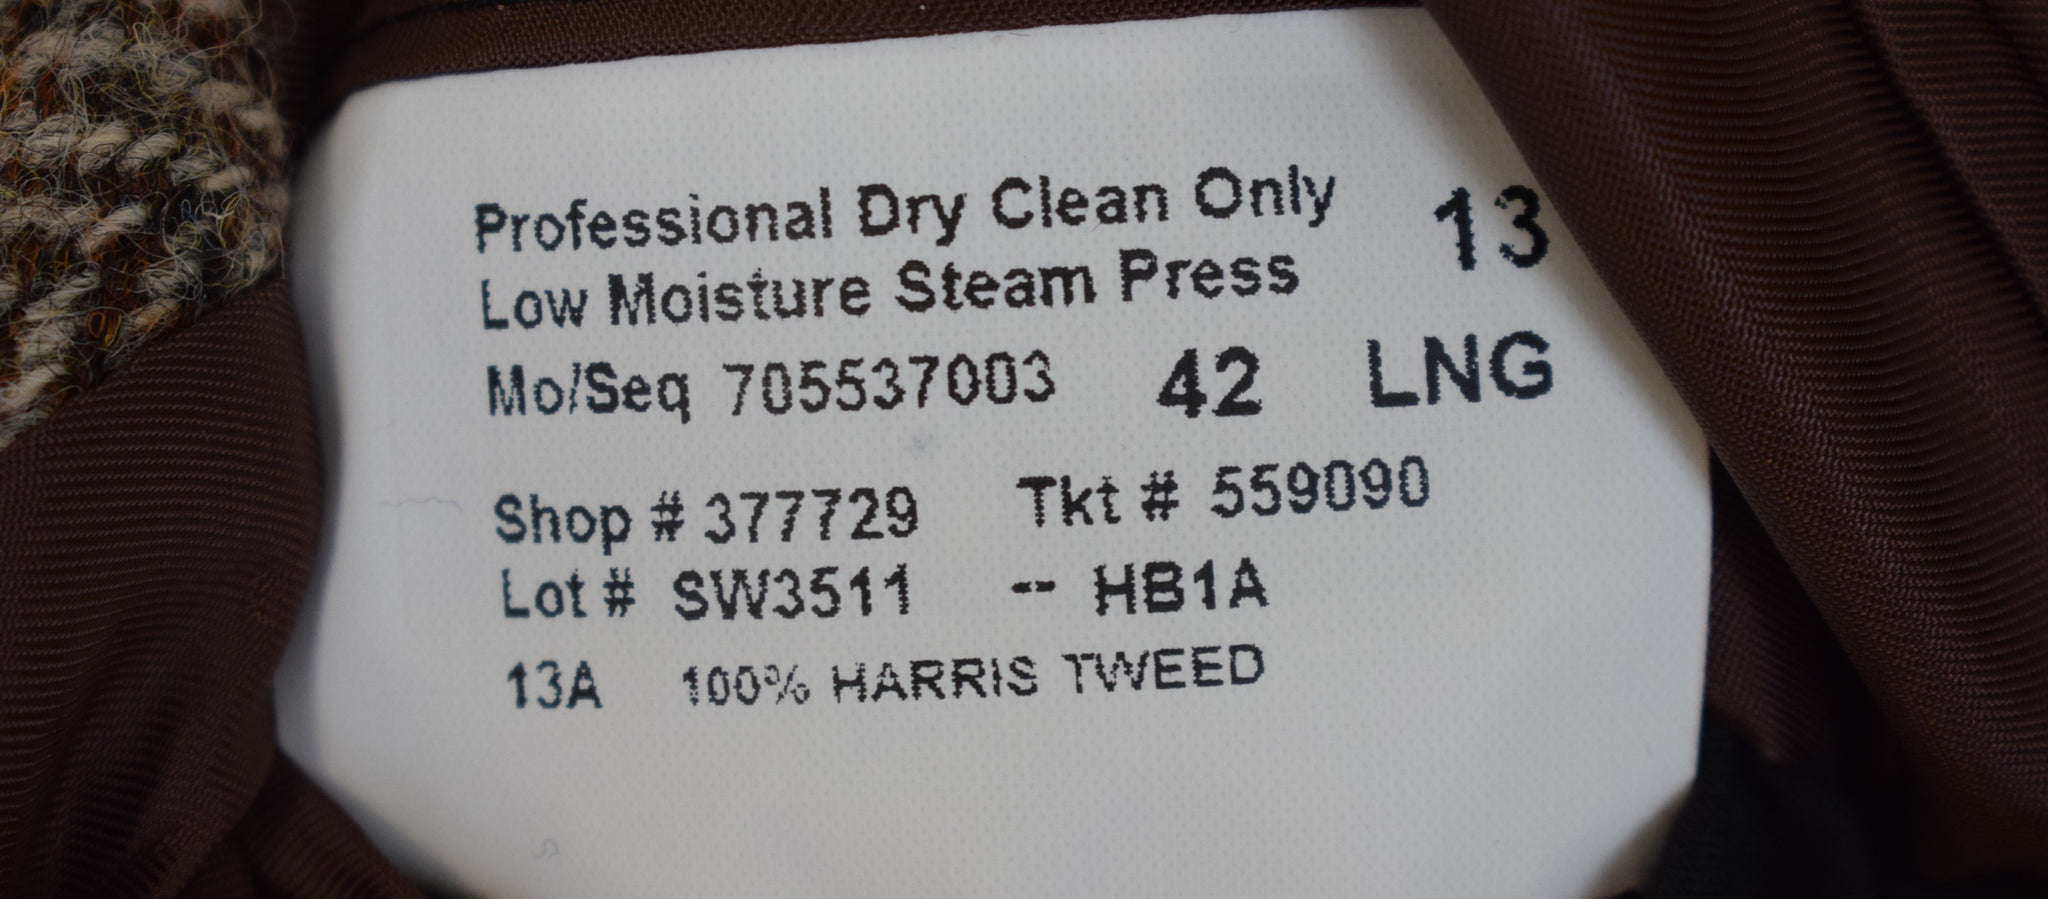 Professional Dry Clean Only 13
Low Moisture Steam Press
Mo/Seq 705537003 42 LNG
Shop # 377729 Tkt # 559090
Lot # SW3511 -- HB1A
13A 100% HARRIS TWEED